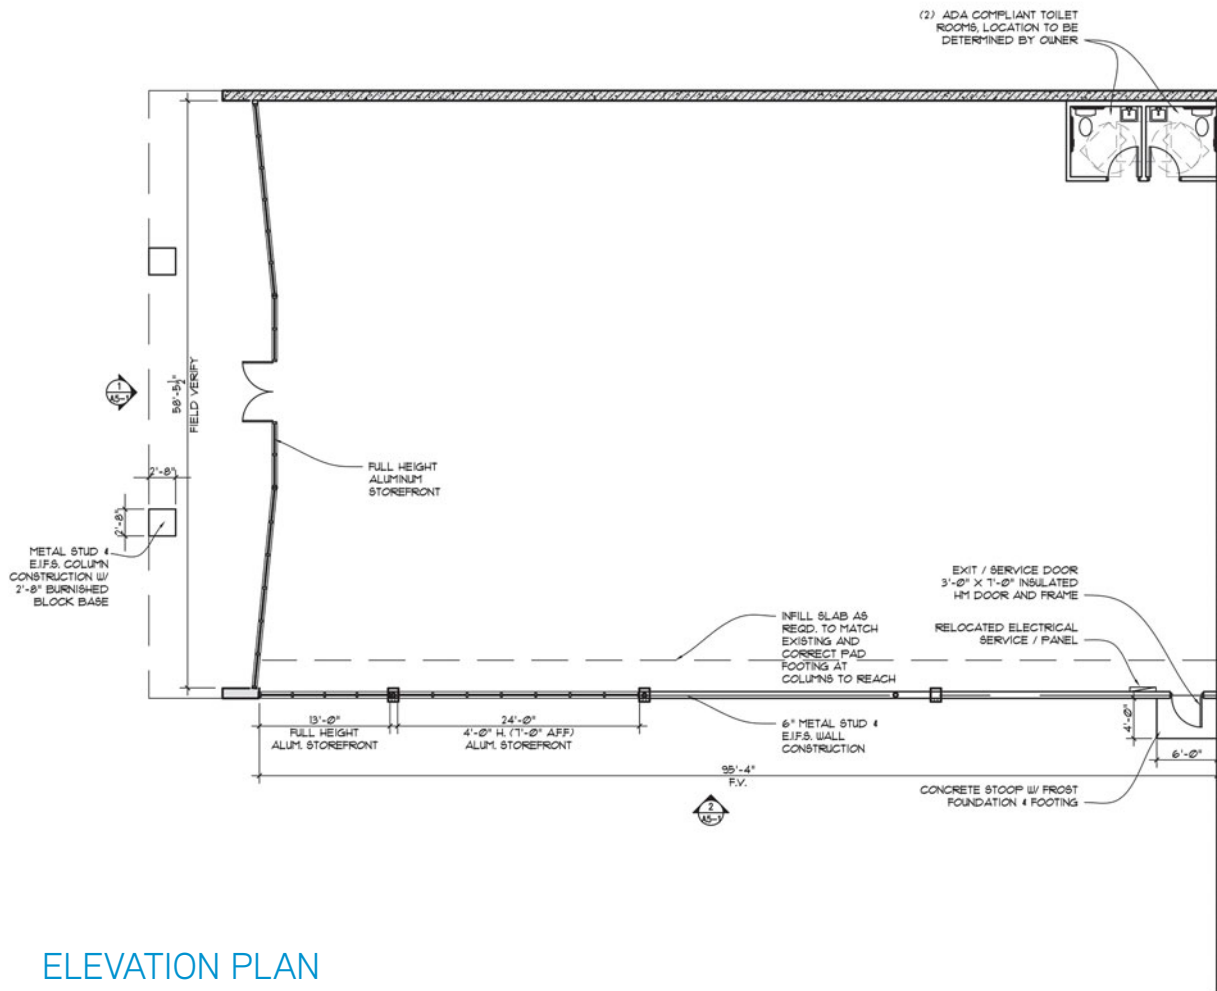 (2) ADA COMPLIANT TOILET
ROOMS, LOCATION TO BE
DETERMINED BY OWNER
1
A5-1
58'-5½"
FIELD VERIFY
FULL HEIGHT
ALUMINUM
STOREFRONT
2'-8"
2'-8"
METAL STUD &
E.I.F.S. COLUMN
CONSTRUCTION W/
2'-8" BURNISHED
BLOCK BASE
EXIT / SERVICE DOOR
3'-0" X 7'-0" INSULATED
HM DOOR AND FRAME
INFILL SLAB AS
REQD. TO MATCH
EXISTING AND
CORRECT PAD
FOOTING AT
COLUMNS TO REACH
RELOCATED ELECTRICAL
SERVICE / PANEL
13'-0"
FULL HEIGHT
ALUM. STOREFRONT
24'-0"
4'-0" H. (7'-0" A.F.F.)
ALUM. STOREFRONT
6" METAL STUD &
E.I.F.S. WALL
CONSTRUCTION
4'-0"
6'-0"
95'-4"
F.V.
CONCRETE STOOP W/ FROST
FOUNDATION & FOOTING
2
A5-1
ELEVATION PLAN